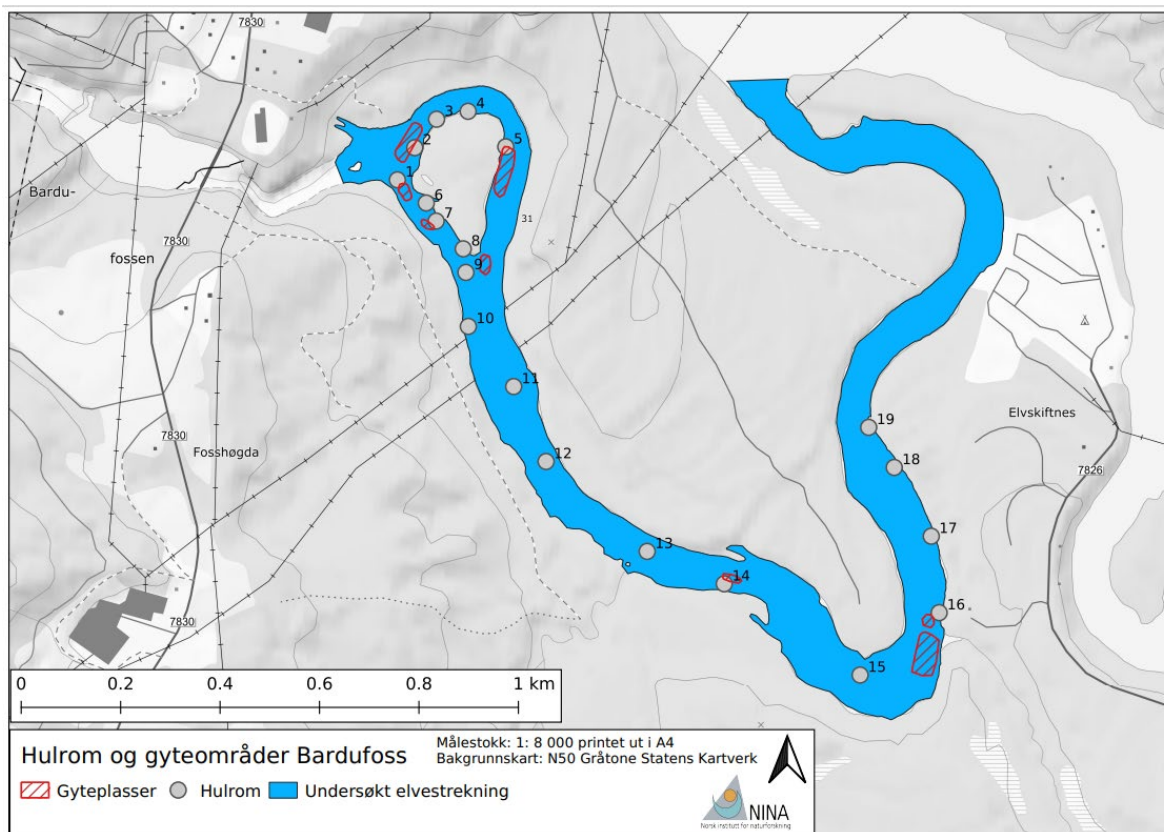 7830
3
4
2
5
1
6
7
31
8
9
10
11
12
13
14
15
16
17
18
19
Bardu-
fossen
7830
7830
Fosshøgda
7830
Elvskiftnes
7826
0 0.2 0.4 0.6 0.8 1 km
Hulrom og gyteområder Bardufoss
Målestokk: 1: 8 000 printet ut i A4
Bakgrunnskart: N50 Gråtone Statens Kartverk
Gyteplasser Hulrom Undersøkt elvestrekning
NINA
Norsk institutt for naturforskning